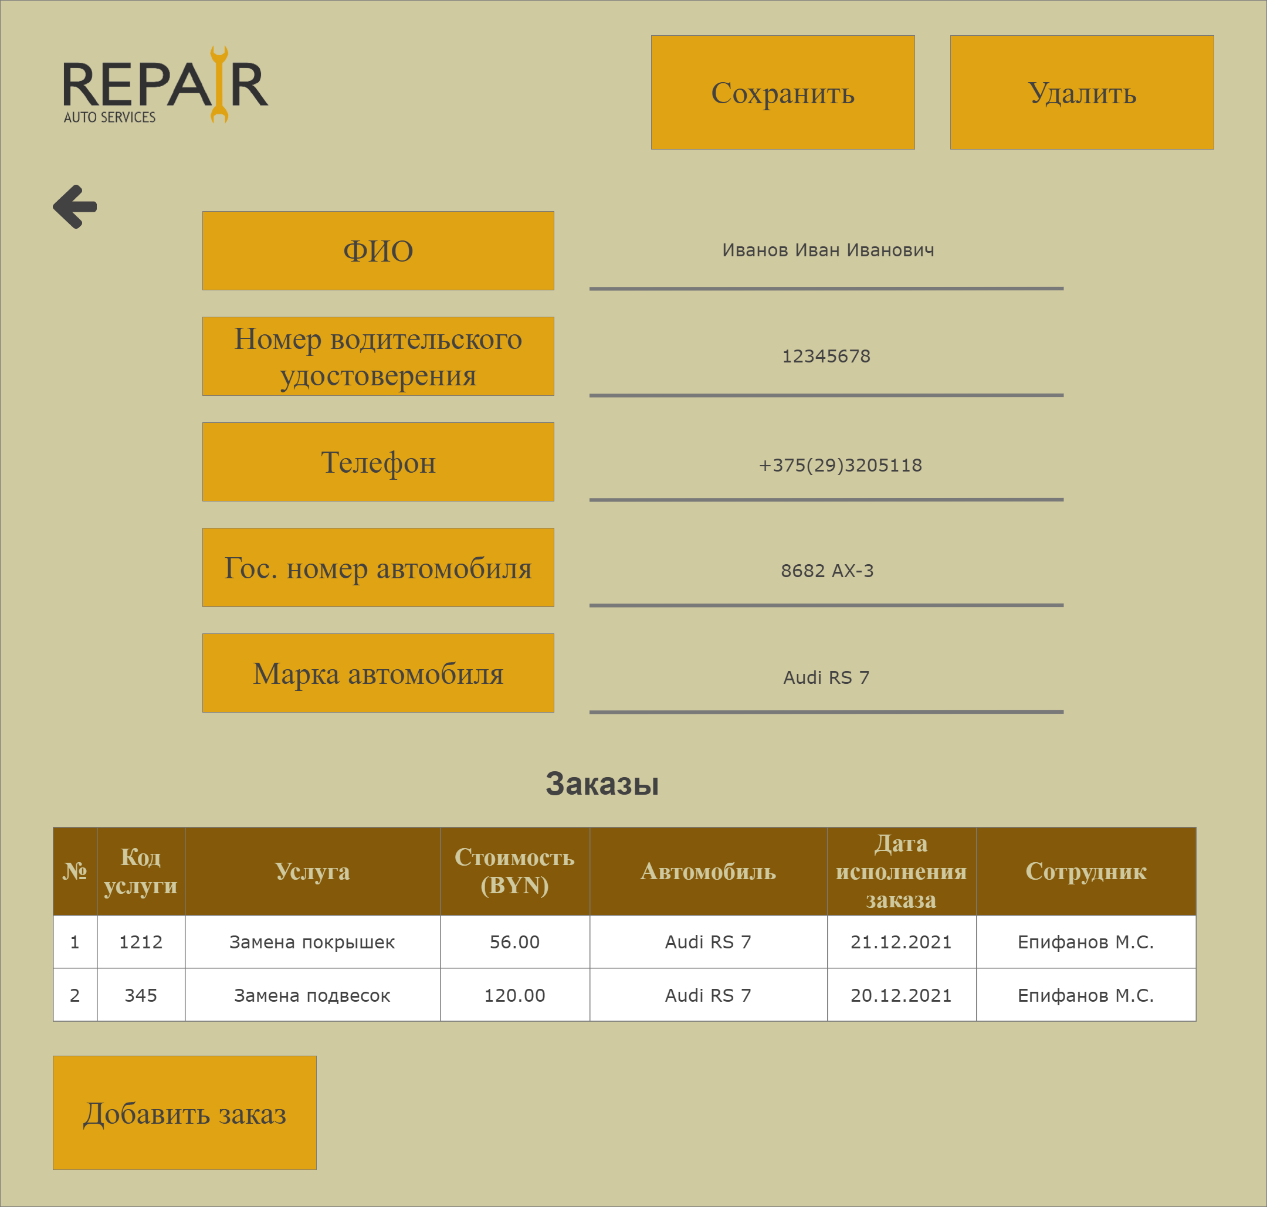 REPAIR
AUTO SERVICES
Сохранить
Удалить
ФИО
Иванов Иван Иванович
Номер водительского
удостоверения
12345678
Телефон
+375(29)3205118
Гос. номер автомобиля
8682 AX-3
Марка автомобиля
Audi RS 7
Заказы
№ Код услуги Услуга Стоимость (BYN) Автомобиль Дата исполнения заказа Сотрудник
1 1212 Замена покрышек 56.00 Audi RS 7 21.12.2021 Епифанов М.С.
2 345 Замена подвесок 120.00 Audi RS 7 20.12.2021 Епифанов М.С.
Добавить заказ